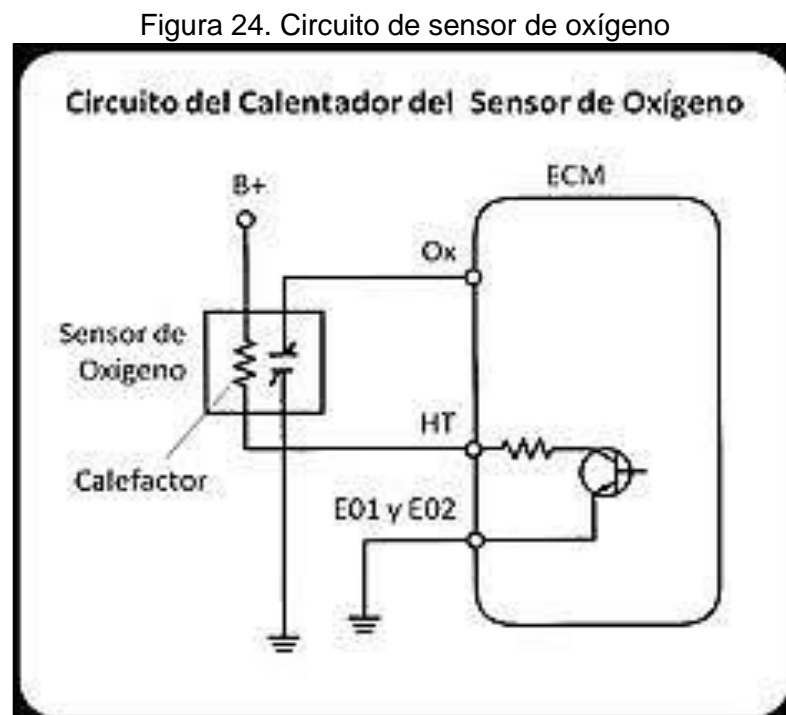 Figura 24. Circuito de sensor de oxígeno
Circuito del Calentador del Sensor de Oxígeno
B+
ECM
Ox
Sensor de
Oxigeno
HT
Calefactor
E01 y E02